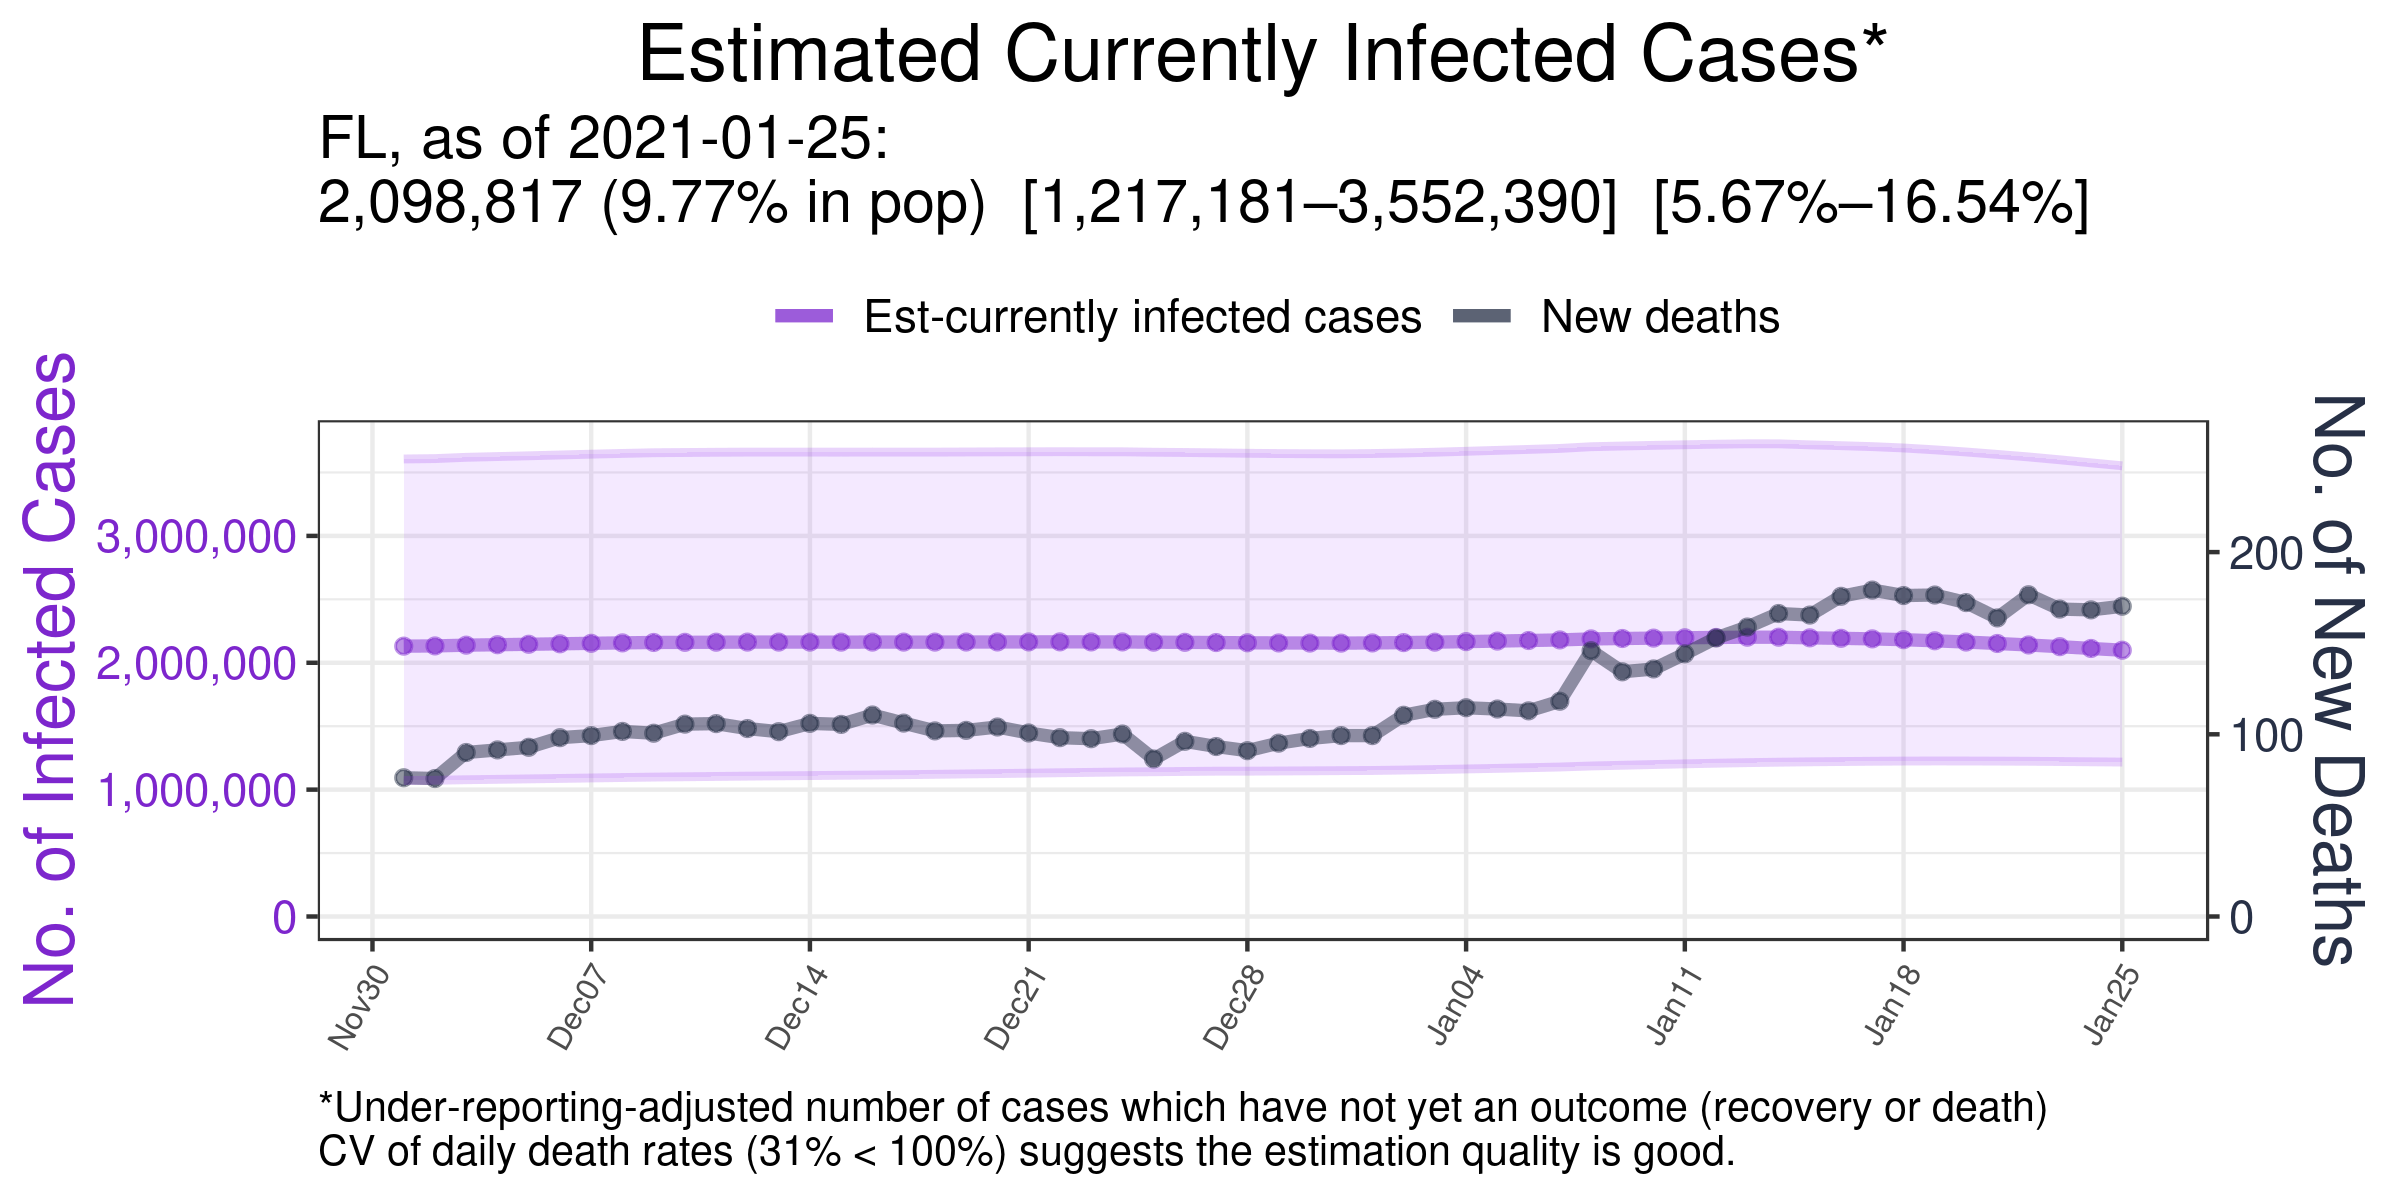 Estimated Currently Infected Cases*
FL, as of 2021-01-25:
2,098,817 (9.77% in pop)  [1,217,181–3,552,390]  [5.67%–16.54%]
Est-currently infected cases
New deaths
No. of Infected Cases
3,000,000
2,000,000
1,000,000
0
No. of New Deaths
200
100
0
Nov30
Dec07
Dec14
Dec21
Dec28
Jan04
Jan11
Jan18
Jan25
*Under-reporting-adjusted number of cases which have not yet an outcome (recovery or death)
CV of daily death rates (31% < 100%) suggests the estimation quality is good.